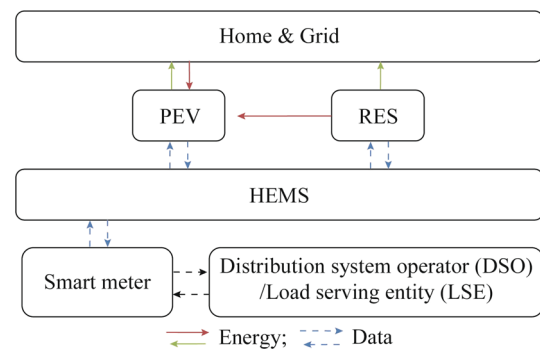 Home & Grid
PEV
RES
HEMS
Smart meter
Distribution system operator (DSO)
/Load serving entity (LSE)
Energy;
Data